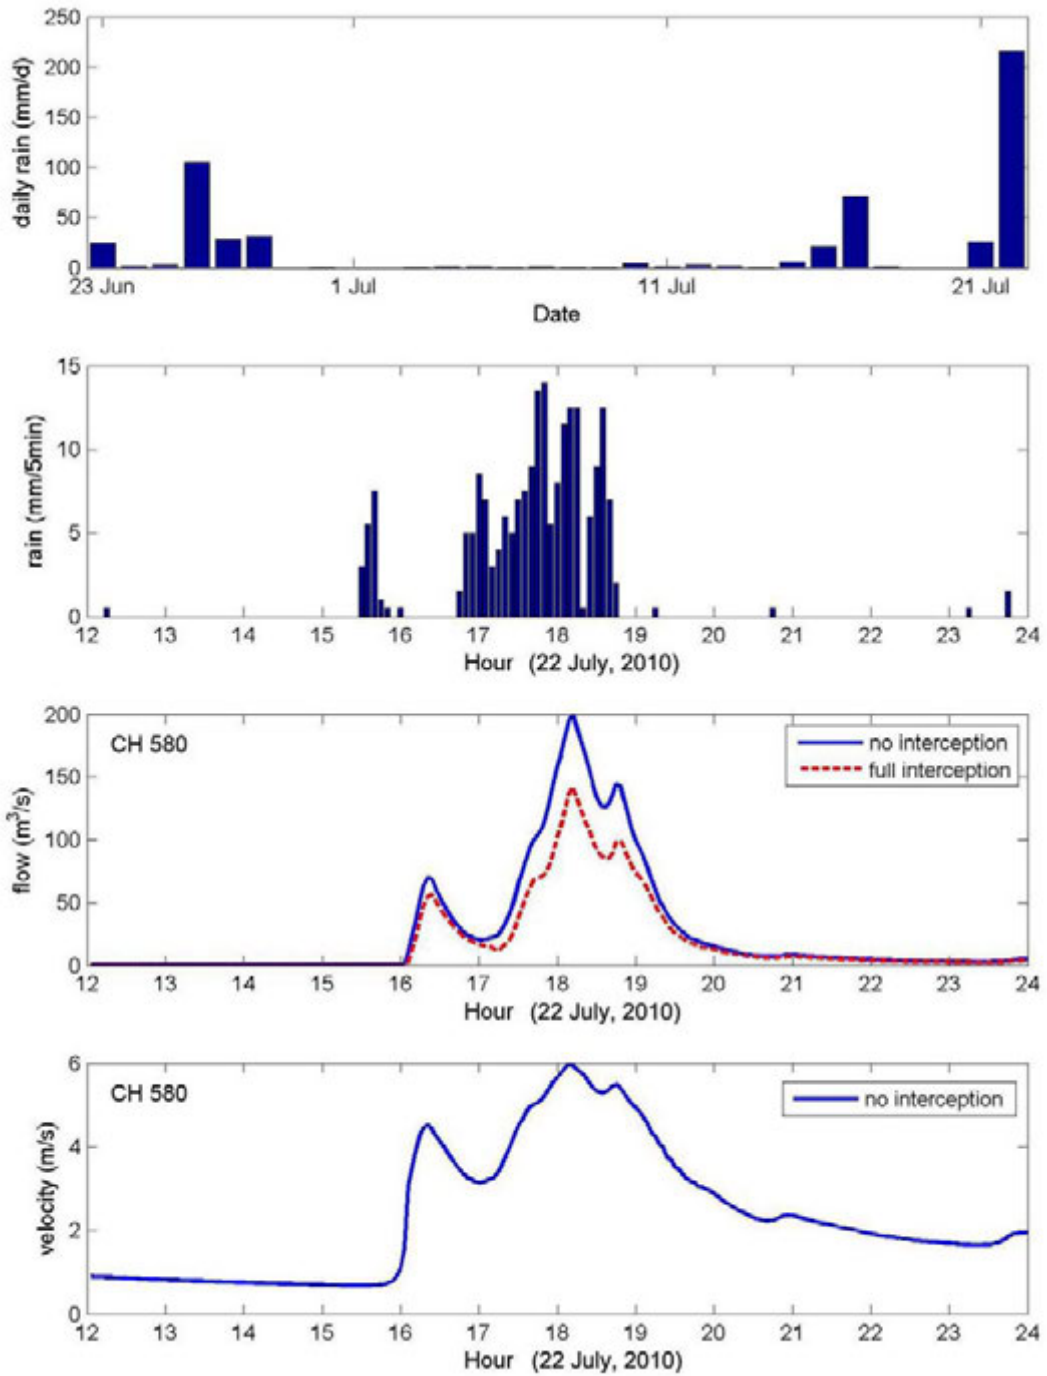 250
200
150
100
50
0
daily rain (mm/d)
23 Jun 1 Jul 11 Jul 21 Jul
Date
15
10
5
0
rain (mm/5min)
12 13 14 15 16 17 18 19 20 21 22 23 24
Hour (22 July, 2010)
CH 580
no interception
full interception
200
150
100
50
0
flow (m³/s)
12 13 14 15 16 17 18 19 20 21 22 23 24
Hour (22 July, 2010)
CH 580
no interception
6
4
2
0
velocity (m/s)
12 13 14 15 16 17 18 19 20 21 22 23 24
Hour (22 July, 2010)